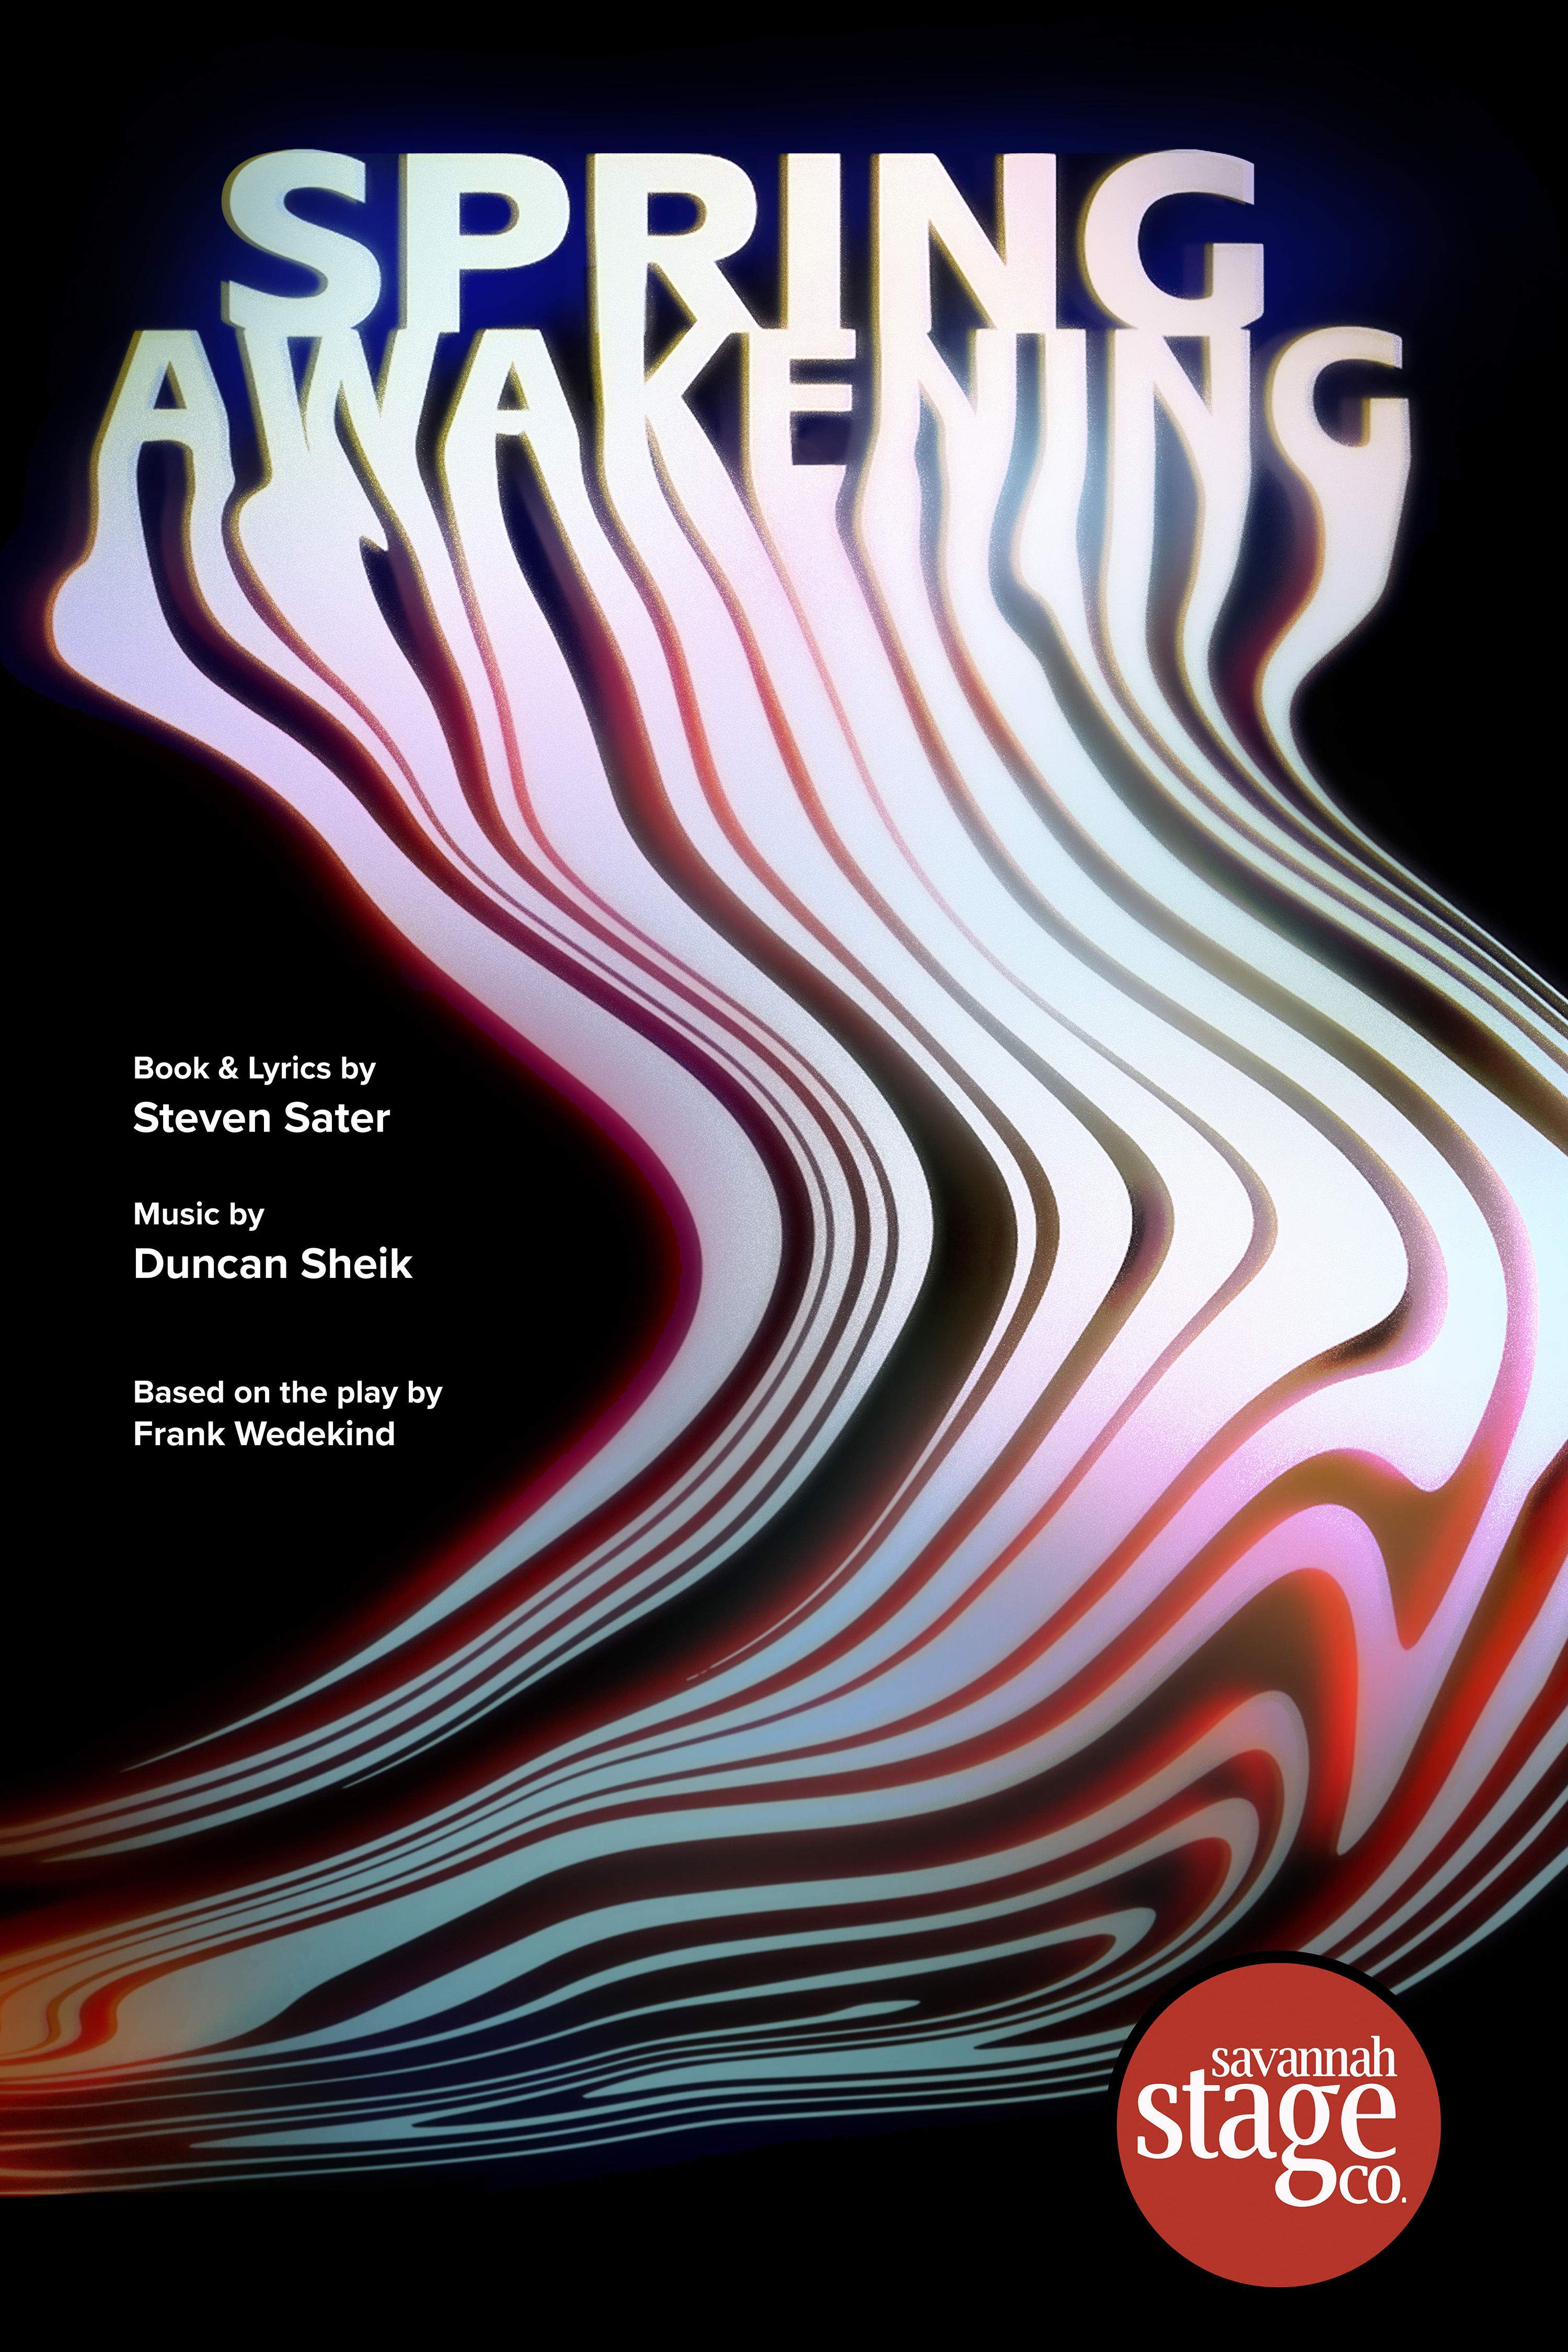 SPRING
AWAKENING
Book & Lyrics by
Steven Sater
Music by
Duncan Sheik
Based on the play by
Frank Wedekind
savannah
stage
co.